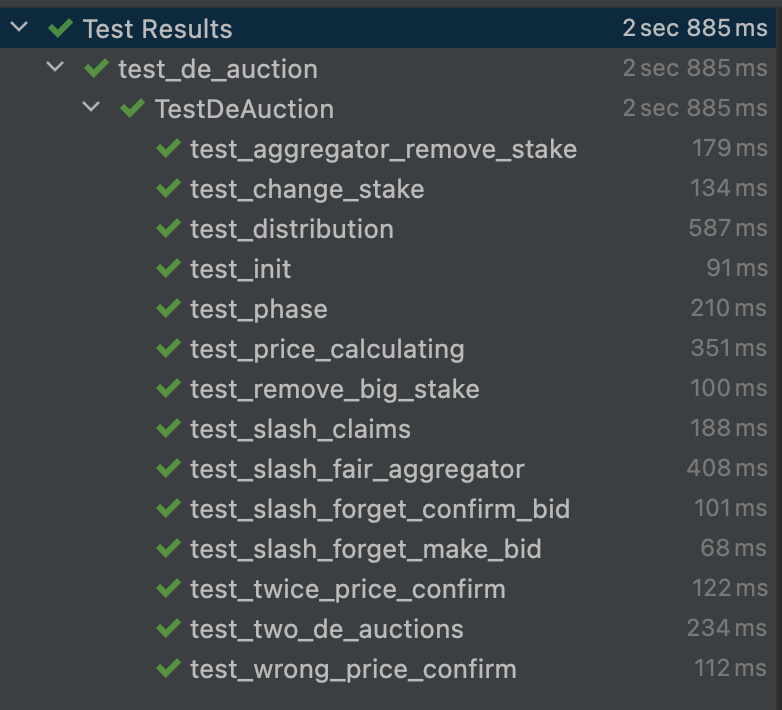 Test Results 2 sec 885 ms
test_de_auction 2 sec 885 ms
TestDeAuction 2 sec 885 ms
test_aggregator_remove_stake 179 ms
test_change_stake 134 ms
test_distribution 587 ms
test_init 91 ms
test_phase 210 ms
test_price_calculating 351 ms
test_remove_big_stake 100 ms
test_slash_claims 188 ms
test_slash_fair_aggregator 408 ms
test_slash_forget_confirm_bid 101 ms
test_slash_forget_make_bid 68 ms
test_twice_price_confirm 122 ms
test_two_de_auctions 234 ms
test_wrong_price_confirm 112 ms